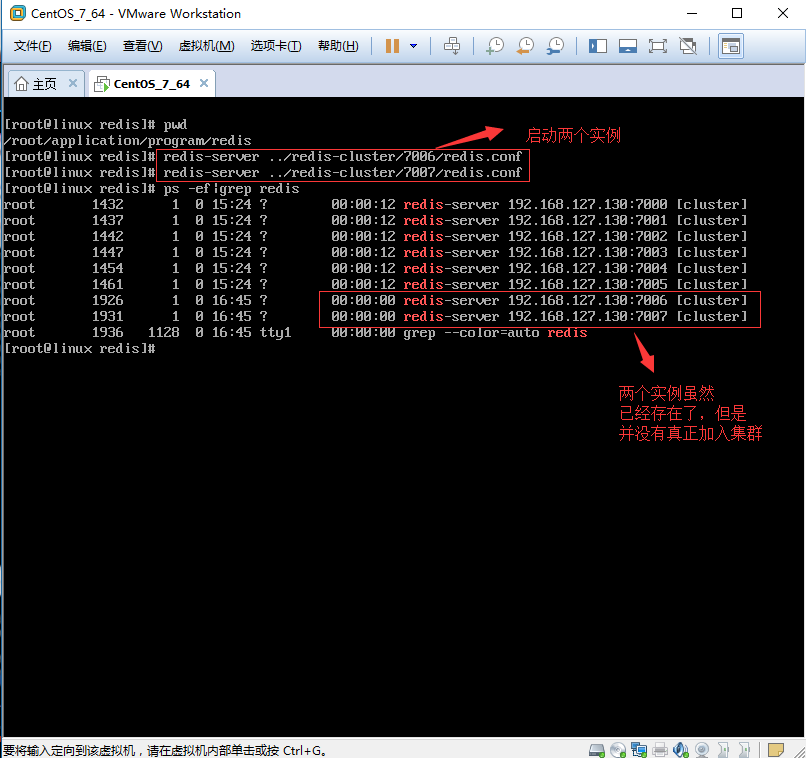 CentOS_7_64 - VMware Workstation
文件(F) 编辑(E) 查看(V) 虚拟机(M) 选项卡(T) 帮助(H)
主页 CentOS_7_64
[root@linux redis]# pwd
/root/application/program/redis
启动两个实例
[root@linux redis]# redis-server ../redis-cluster/7006/redis.conf
[root@linux redis]# redis-server ../redis-cluster/7007/redis.conf
[root@linux redis]# ps -ef|grep redis
root 1432 1 0 15:24 ? 00:00:12 redis-server 192.168.127.130:7000 [cluster]
root 1437 1 0 15:24 ? 00:00:12 redis-server 192.168.127.130:7001 [cluster]
root 1442 1 0 15:24 ? 00:00:12 redis-server 192.168.127.130:7002 [cluster]
root 1447 1 0 15:24 ? 00:00:12 redis-server 192.168.127.130:7003 [cluster]
root 1454 1 0 15:24 ? 00:00:12 redis-server 192.168.127.130:7004 [cluster]
root 1461 1 0 15:24 ? 00:00:12 redis-server 192.168.127.130:7005 [cluster]
root 1926 1 0 16:45 ? 00:00:00 redis-server 192.168.127.130:7006 [cluster]
root 1931 1 0 16:45 ? 00:00:00 redis-server 192.168.127.130:7007 [cluster]
root 1936 1128 0 16:45 tty1 00:00:00 grep --color=auto redis
[root@linux redis]#
两个实例虽然
已经存在了，但是
并没有真正加入集群
要将输入定向到该虚拟机，请在虚拟机内部单击或按 Ctrl+G。